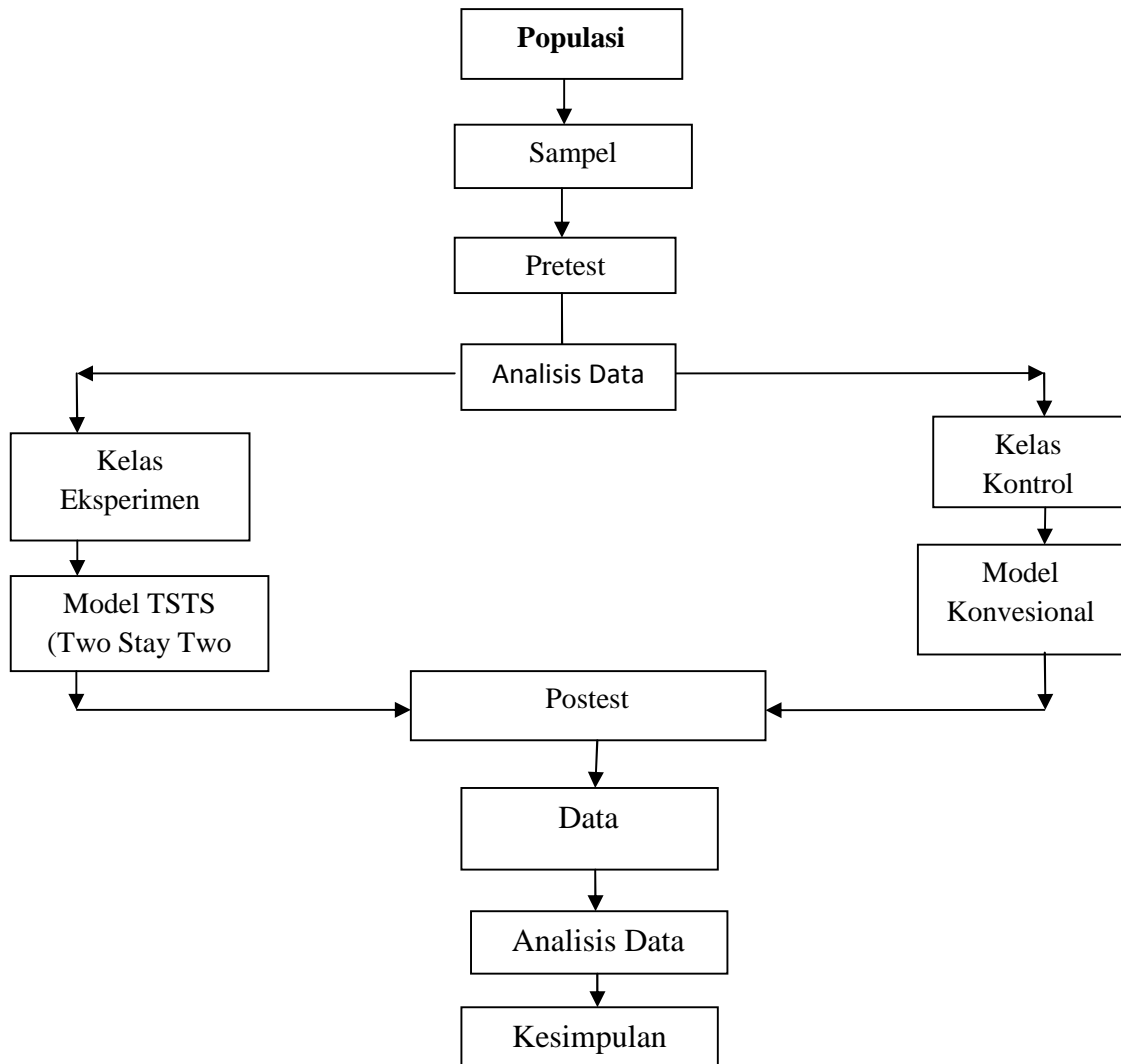 Populasi
Sampel
Pretest
Analisis Data
Kelas
Eksperimen
Kelas
Kontrol
Model TSTS
(Two Stay Two
Model
Konvesional
Postest
Data
Analisis Data
Kesimpulan